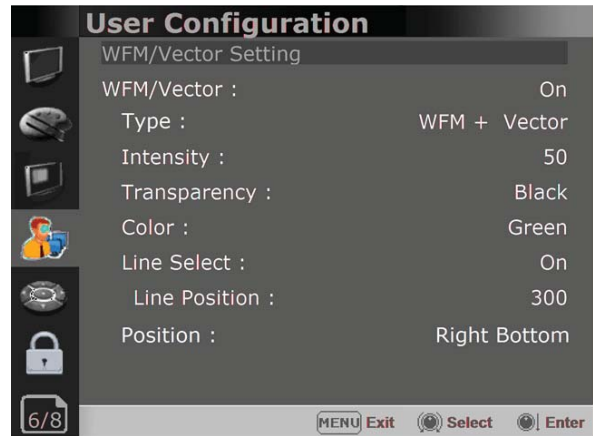 User Configuration
WFM/Vector Setting
WFM/Vector : On
Type : WFM + Vector
Intensity : 50
Transparency : Black
Color : Green
Line Select : On
Line Position : 300
Position : Right Bottom
6/8 MENU Exit Select Enter